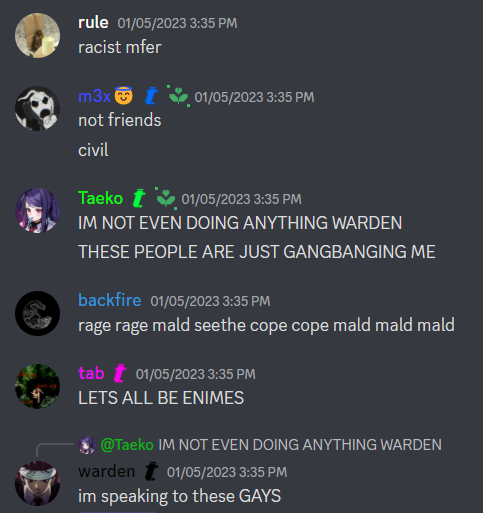 rule 01/05/2023 3:35 PM
racist mfer
m3x😇 t 01/05/2023 3:35 PM
not friends
civil
Taeko t 01/05/2023 3:35 PM
IM NOT EVEN DOING ANYTHING WARDEN
THESE PEOPLE ARE JUST GANGBANGING ME
backfire 01/05/2023 3:35 PM
rage rage mald seethe cope cope mald mald mald
tab t 01/05/2023 3:35 PM
LETS ALL BE ENIMES
@Taeko IM NOT EVEN DOING ANYTHING WARDEN
warden t 01/05/2023 3:35 PM
im speaking to these GAYS